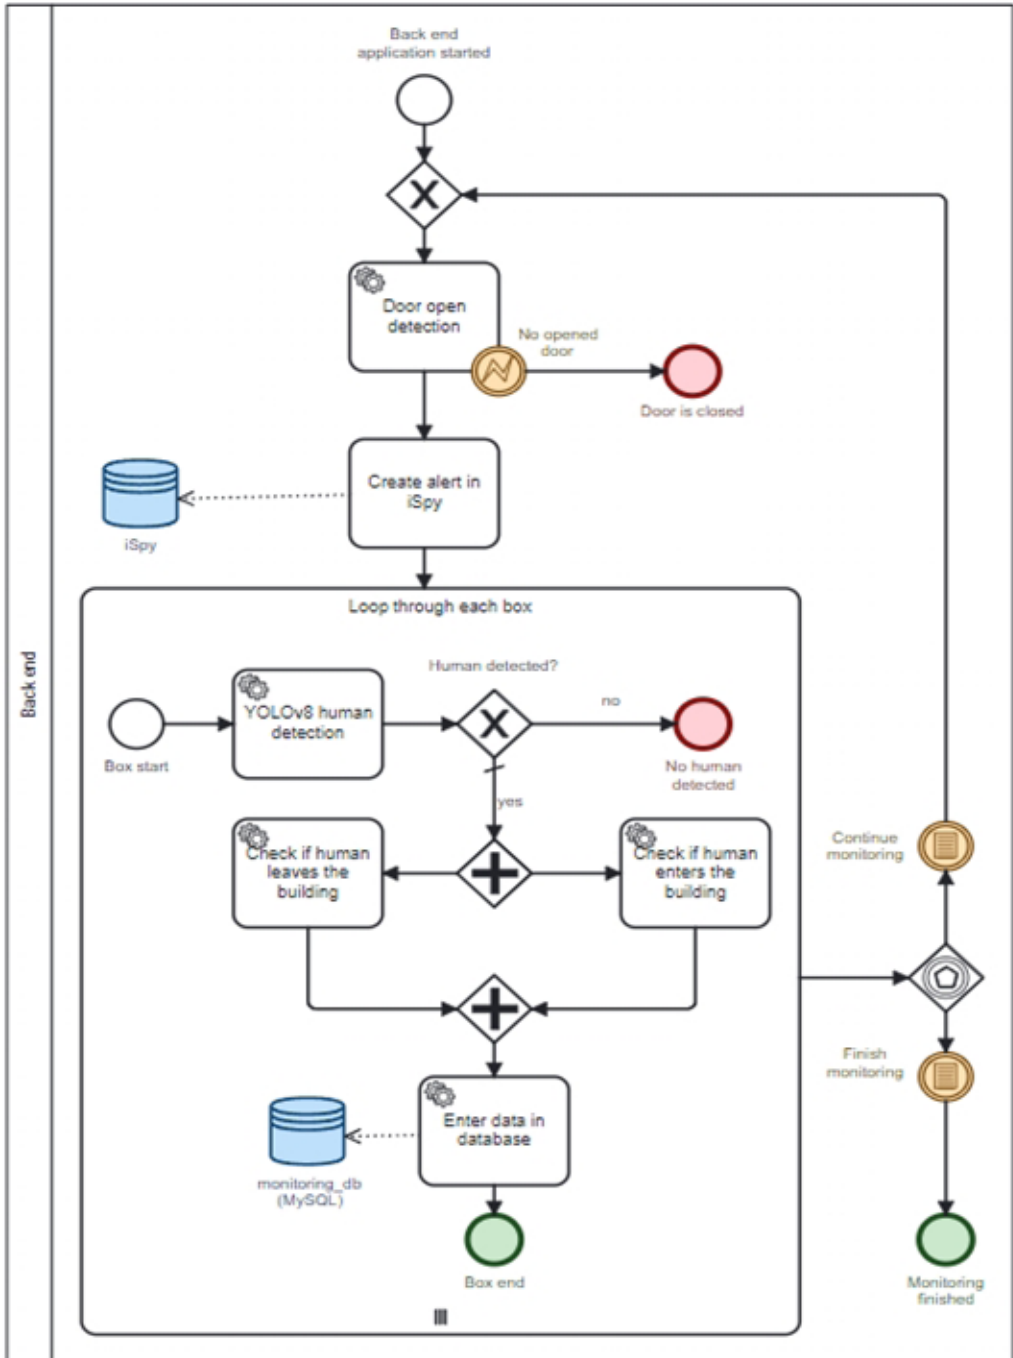 Back end
application started
Door open
detection
No opened
door
Door is closed
Create alert in
iSpy
iSpy
Loop through each box
Back end
Human detected?
YOLOv8 human
detection
no
Box start
No human
detected
yes
Check if human
leaves the
building
Check if human
enters the
building
Continue
monitoring
Finish
monitoring
Enter data in
database
monitoring_db
(MySQL)
Box end
Monitoring
finished